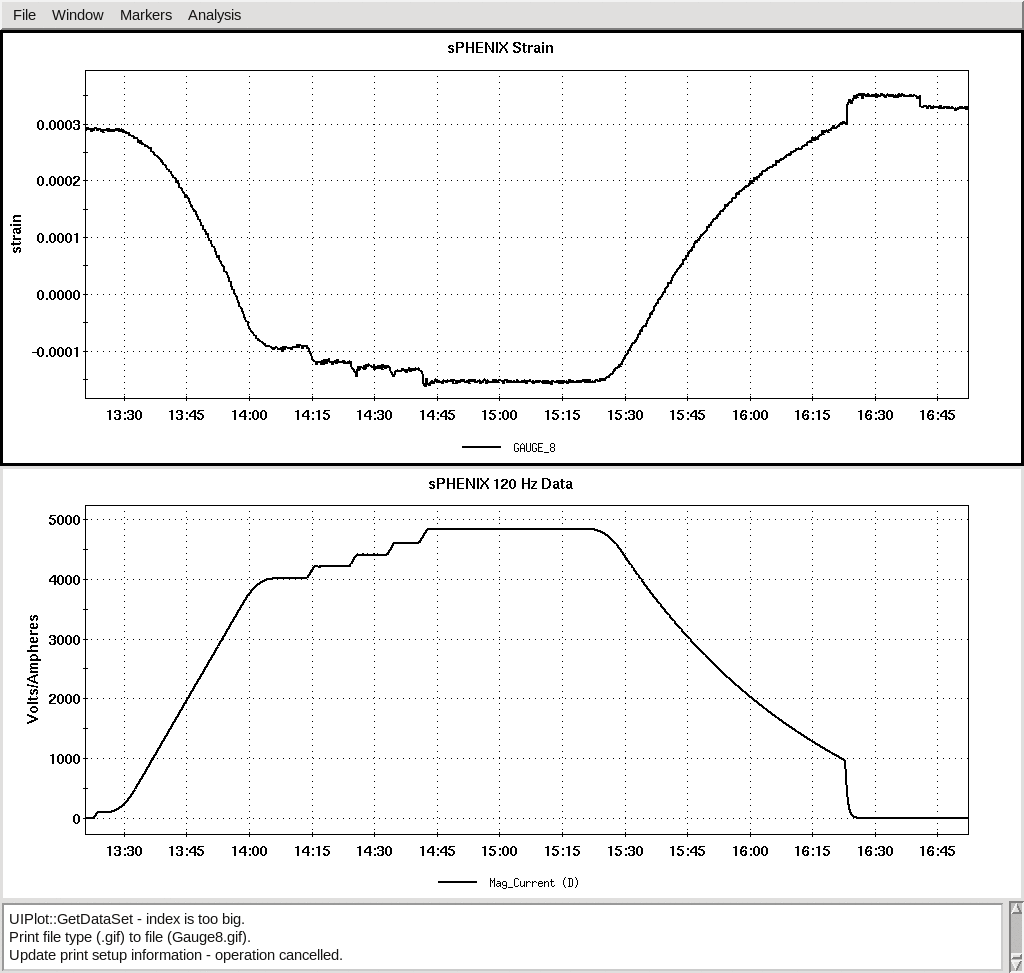 File Window Markers Analysis
sPHENIX Strain
0.0003
0.0002
0.0001
0.0000
-0.0001
strain
13:30 13:45 14:00 14:15 14:30 14:45 15:00 15:15 15:30 15:45 16:00 16:15 16:30 16:45
GAUGE_8
sPHENIX 120 Hz Data
5000
4000
3000
2000
1000
0
Volts/Ampheres
13:30 13:45 14:00 14:15 14:30 14:45 15:00 15:15 15:30 15:45 16:00 16:15 16:30 16:45
Mag_Current (D)
UIPlot::GetDataSet - index is too big.
Print file type (.gif) to file (Gauge8.gif).
Update print setup information - operation cancelled.